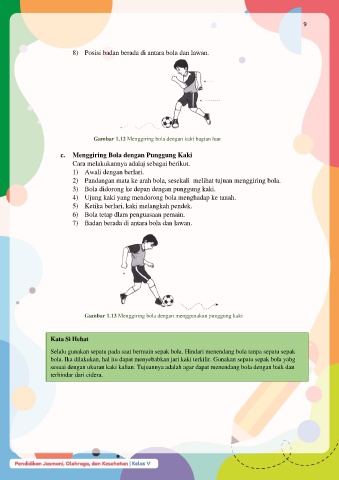 9
8) Posisi badan berada di antara bola dan lawan.
Gambar 1.12 Menggiring bola dengan kaki bagian luar
c. Menggiring Bola dengan Punggung Kaki
Cara melakukannya adalaj sebagai berikut.
1) Awali dengan berlari.
2) Pandangan mata ke arah bola, sesekali melihat tujuan menggiring bola.
3) Bola didorong ke depan dengan punggung kaki.
4) Ujung kaki yang mendorong bola menghadap ke tanah.
5) Ketika berlari, kaki melangkah pendek.
6) Bola tetap dlam penguasaan pemain.
7) Badan berada di antara bola dan lawan.
Gambar 1.13 Menggiring bola dengan menggunakan punggung kaki
Kata Si Hebat
Selalu gunakan sepatu pada saat bermain sepak bola. Hindari menendang bola tanpa sepatu sepak
bola. Jka dilakukan, hal itu dapat menyebabkan jari kaki terkilir. Gunakan sepatu sepak bola yabg
sesuai dengan ukuran kaki kalian. Tujuannya adalah agar dapat menendang bola dengan baik dan
terhindar dari cidera.
Pendidikan Jasmani, Olahraga, dan Kesehatan | Kelas V